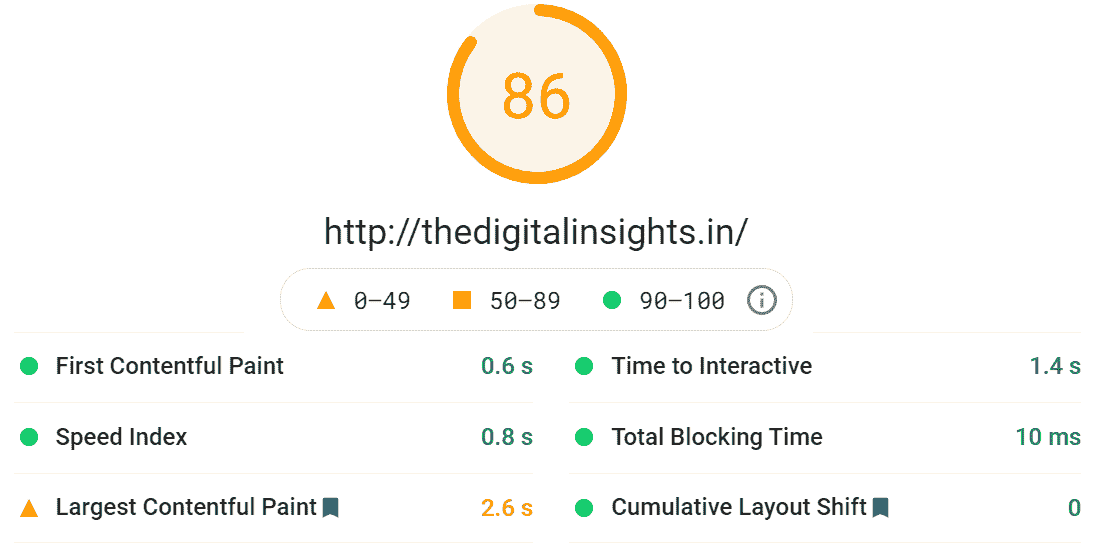 86
http://thedigitalinsights.in/
0–49 50–89 90–100
First Contentful Paint 0.6 s
Time to Interactive 1.4 s
Speed Index 0.8 s
Total Blocking Time 10 ms
Largest Contentful Paint 2.6 s
Cumulative Layout Shift 0